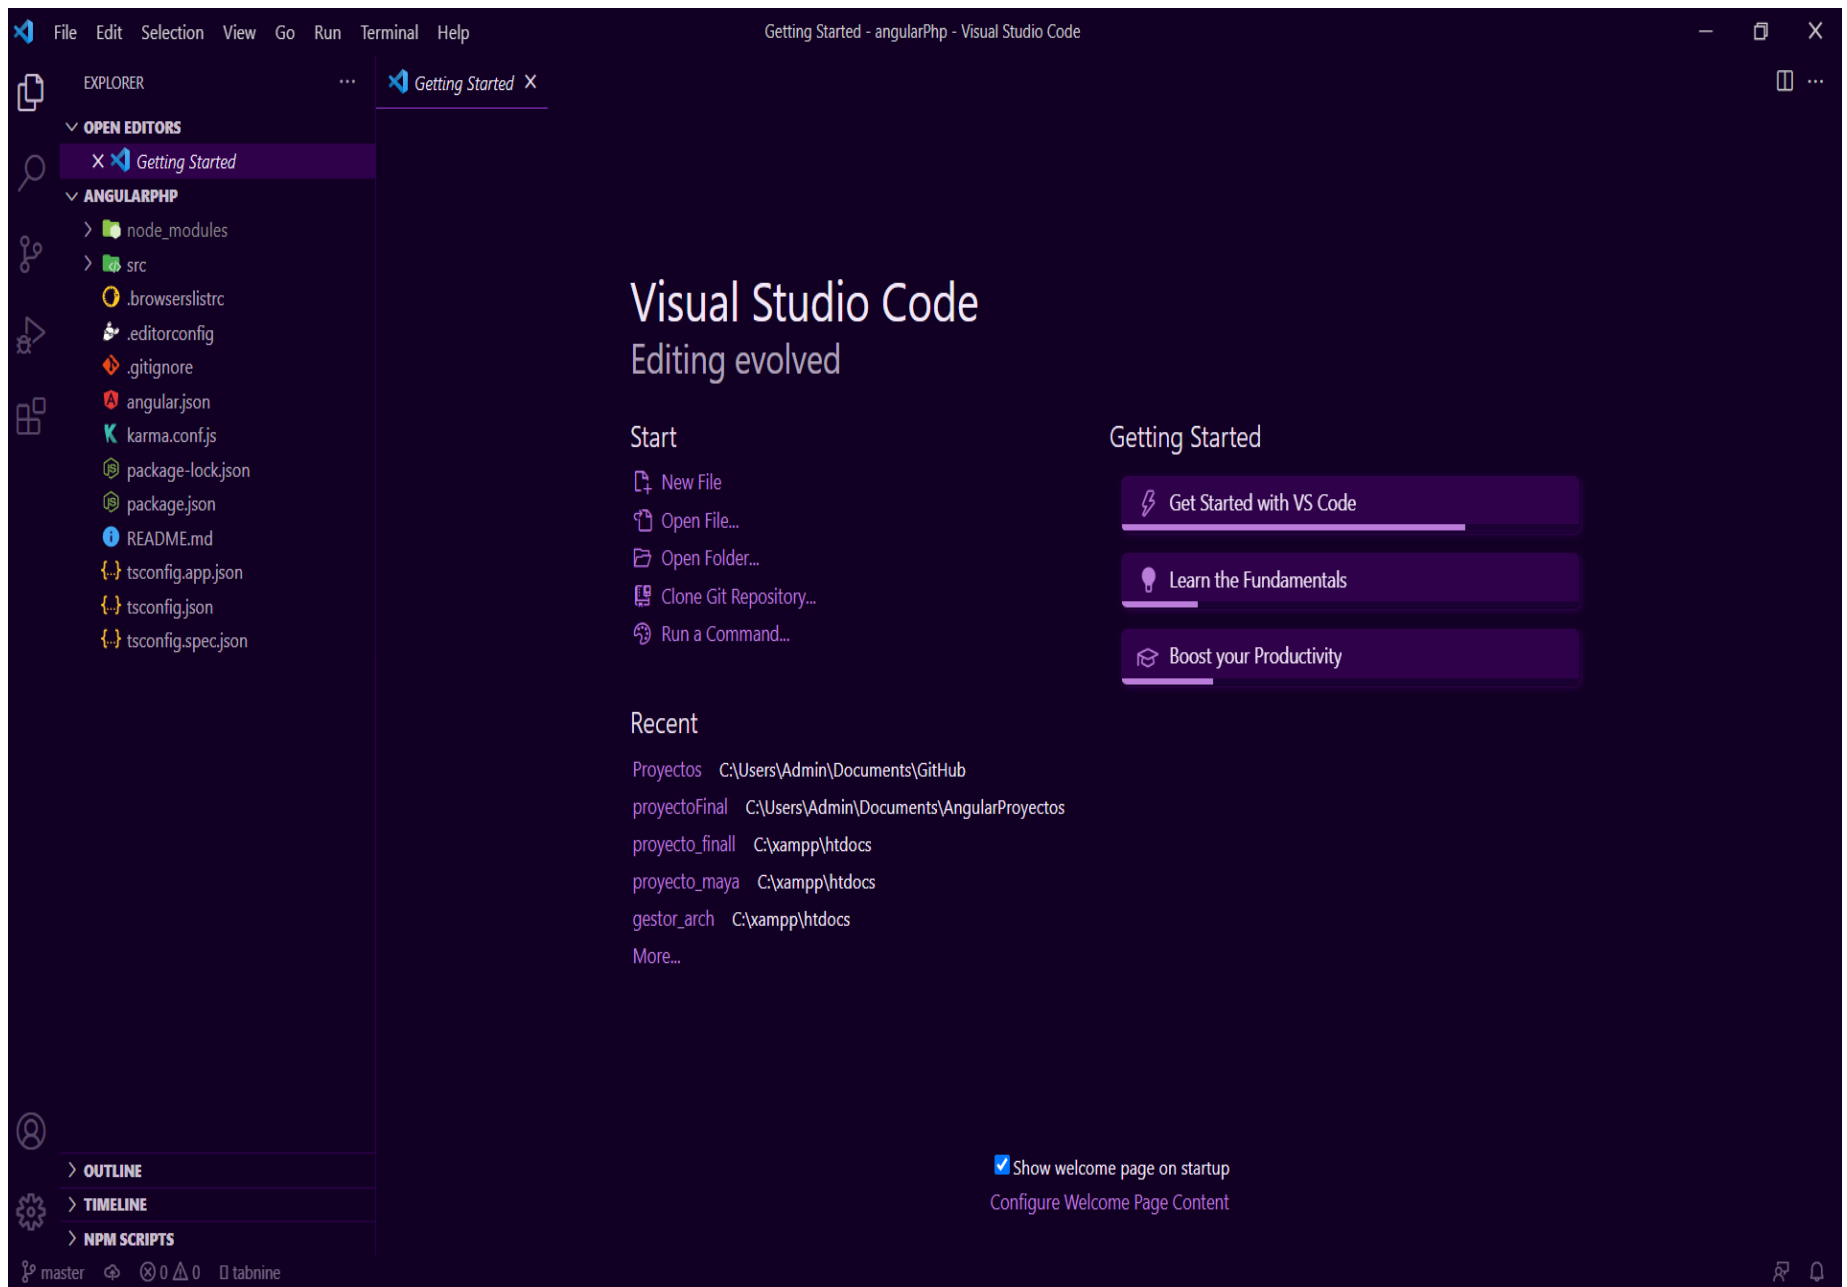 File Edit Selection View Go Run Terminal Help
Getting Started - angularPhp - Visual Studio Code
EXPLORER
Getting Started
OPEN EDITORS
Getting Started
ANGULARPHP
node_modules
src
.browserslistrc
.editorconfig
.gitignore
angular.json
karma.conf.js
package-lock.json
package.json
README.md
tsconfig.app.json
tsconfig.json
tsconfig.spec.json
OUTLINE
TIMELINE
NPM SCRIPTS
Visual Studio Code
Editing evolved
Start
New File
Open File...
Open Folder...
Clone Git Repository...
Run a Command...
Recent
Proyectos C:\Users\Admin\Documents\GitHub
proyectoFinal C:\Users\Admin\Documents\AngularProyectos
proyecto_finall C:\xampp\htdocs
proyecto_maya C:\xampp\htdocs
gestor_arch C:\xampp\htdocs
More...
Getting Started
Get Started with VS Code
Learn the Fundamentals
Boost your Productivity
Show welcome page on startup
Configure Welcome Page Content
master 0 0 tabnine